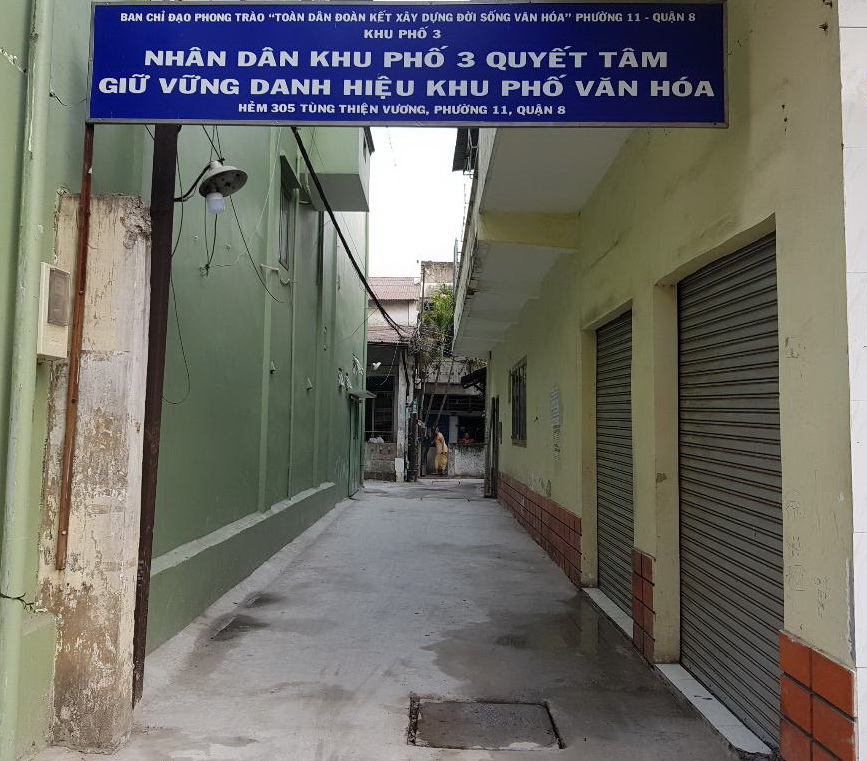 BAN CHỈ ĐẠO PHONG TRÀO "TOÀN DÂN ĐOÀN KẾT XÂY DỰNG ĐỜI SỐNG VĂN HÓA" PHƯỜNG 11 - QUẬN 8
KHU PHỐ 3
NHÂN DÂN KHU PHỐ 3 QUYẾT TÂM
GIỮ VỮNG DANH HIỆU KHU PHỐ VĂN HÓA
HẺM 305 TÙNG THIỆN VƯƠNG, PHƯỜNG 11, QUẬN 8